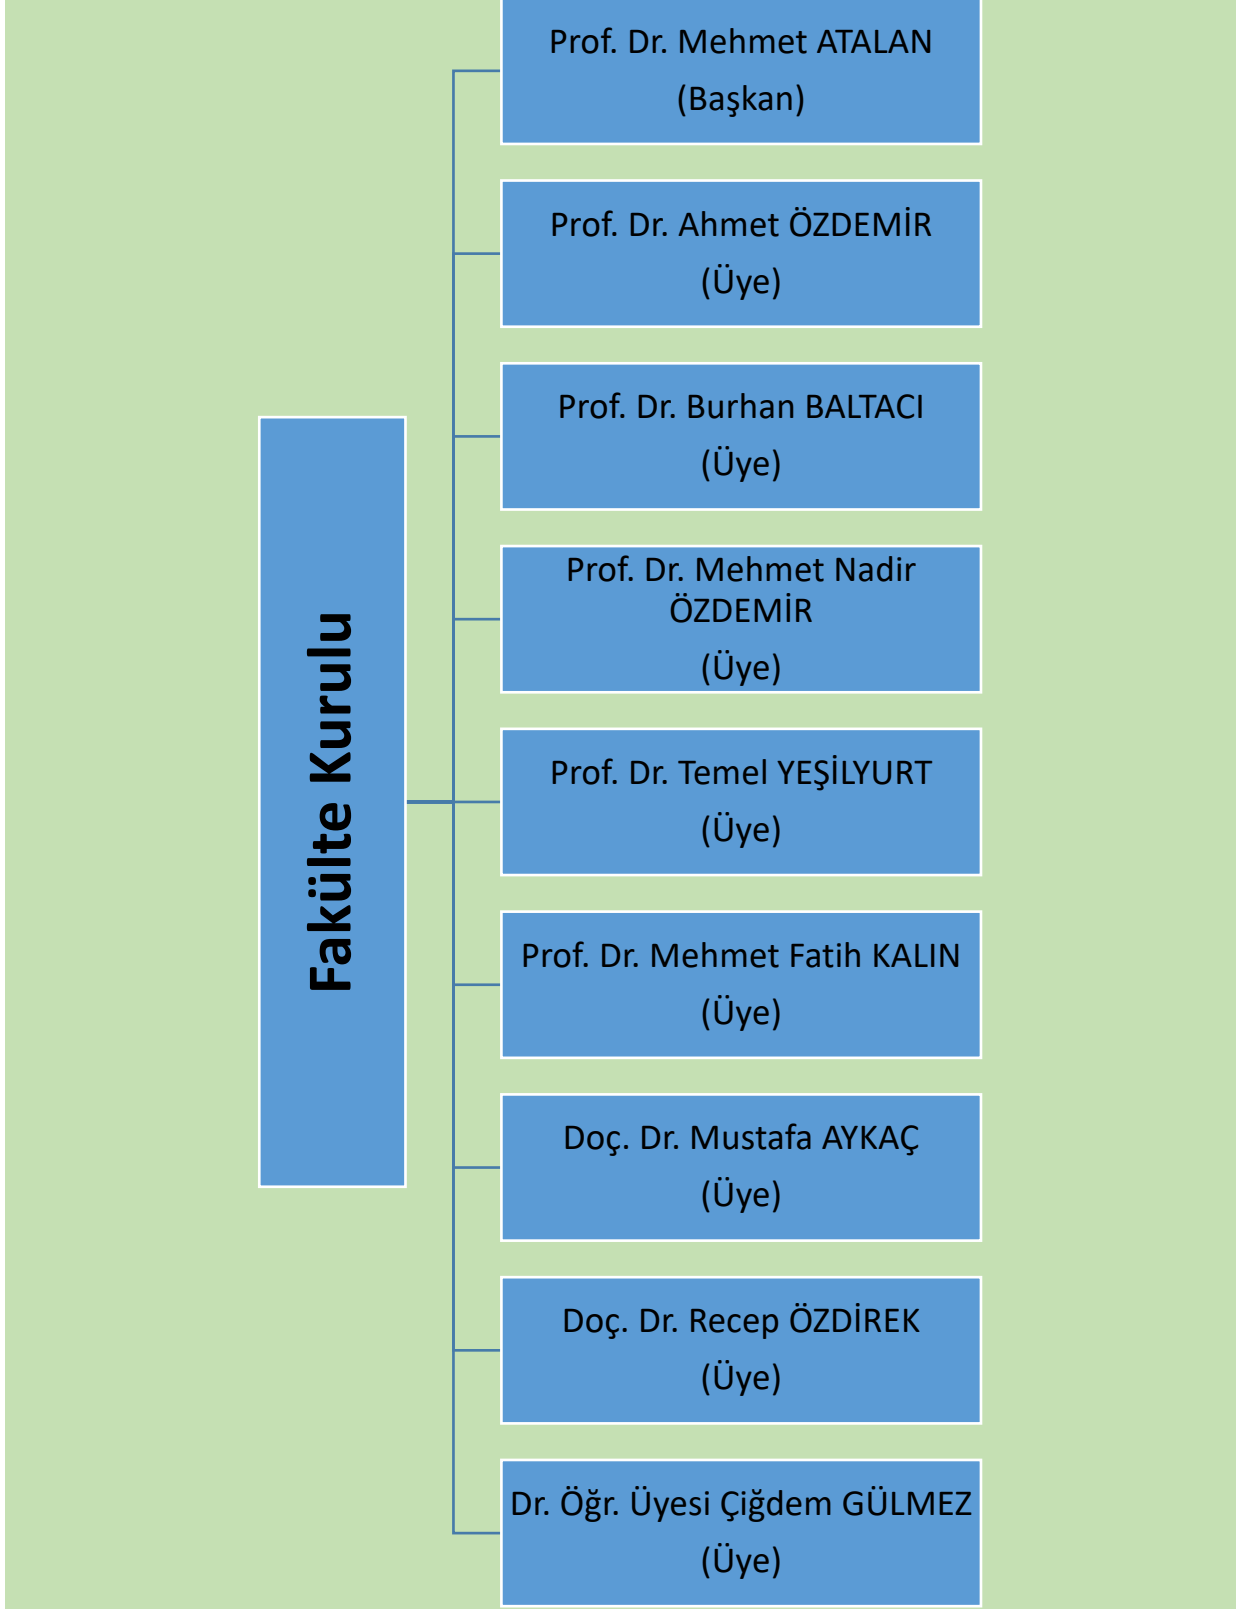 Fakülte Kurulu
Prof. Dr. Mehmet ATALAN
(Başkan)
Prof. Dr. Ahmet ÖZDEMİR
(Üye)
Prof. Dr. Burhan BALTACI
(Üye)
Prof. Dr. Mehmet Nadir
ÖZDEMİR
(Üye)
Prof. Dr. Temel YEŞİLYURT
(Üye)
Prof. Dr. Mehmet Fatih KALIN
(Üye)
Doç. Dr. Mustafa AYKAÇ
(Üye)
Doç. Dr. Recep ÖZDİREK
(Üye)
Dr. Öğr. Üyesi Çiğdem GÜLMEZ
(Üye)